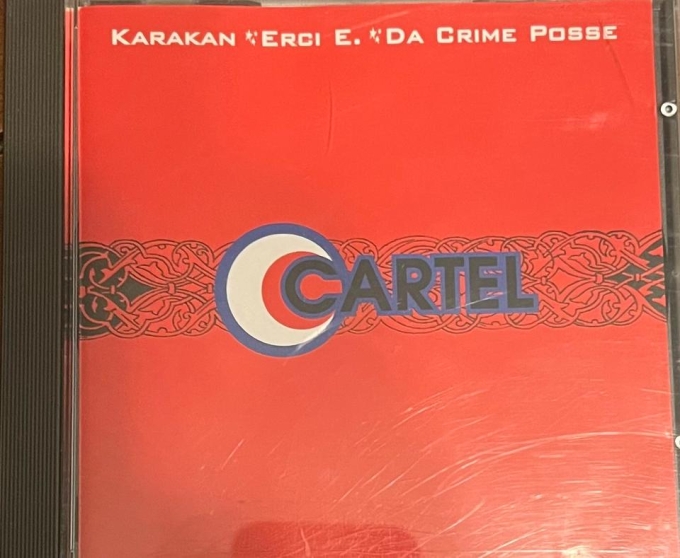 KARAKAN *ERCI E. *DA CRIME POSSE
CARTEL